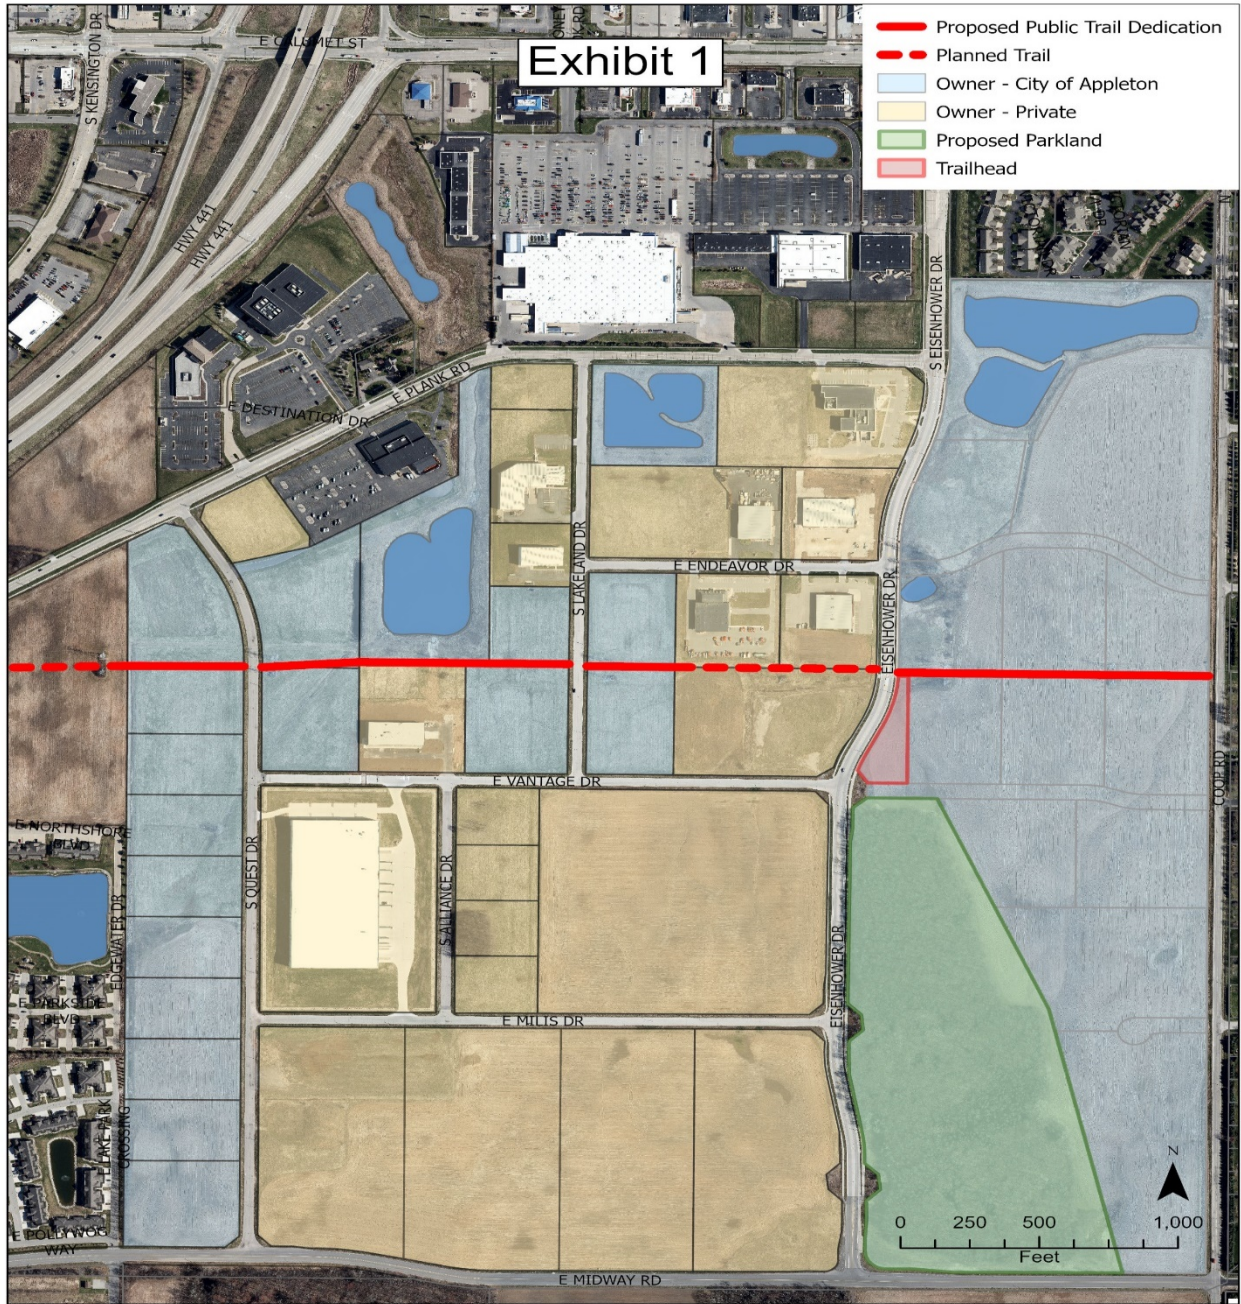 Exhibit 1
Proposed Public Trail Dedication
Planned Trail
Owner - City of Appleton
Owner - Private
Proposed Parkland
Trailhead
E CALUMET ST
S KENSINGTON DR
HWY 441
HWY 441
S EISENHOWER DR
E PLANK RD
E DESTINATION DR
S LAKELAND DR
E ENDEAVOR DR
EISENHOWER DR
E VANTAGE DR
COOP RD
E NORTHSHORE
BLVD
S QUEST DR
S ALLIANCE DR
EDGEWATER DR
EISENHOWER DR
E PARKSIDE
BLVD
E MILIS DR
E LAKE PARK
CROSSING
N
0 250 500 1,000
Feet
E POLLYWOG
WAY
E MIDWAY RD